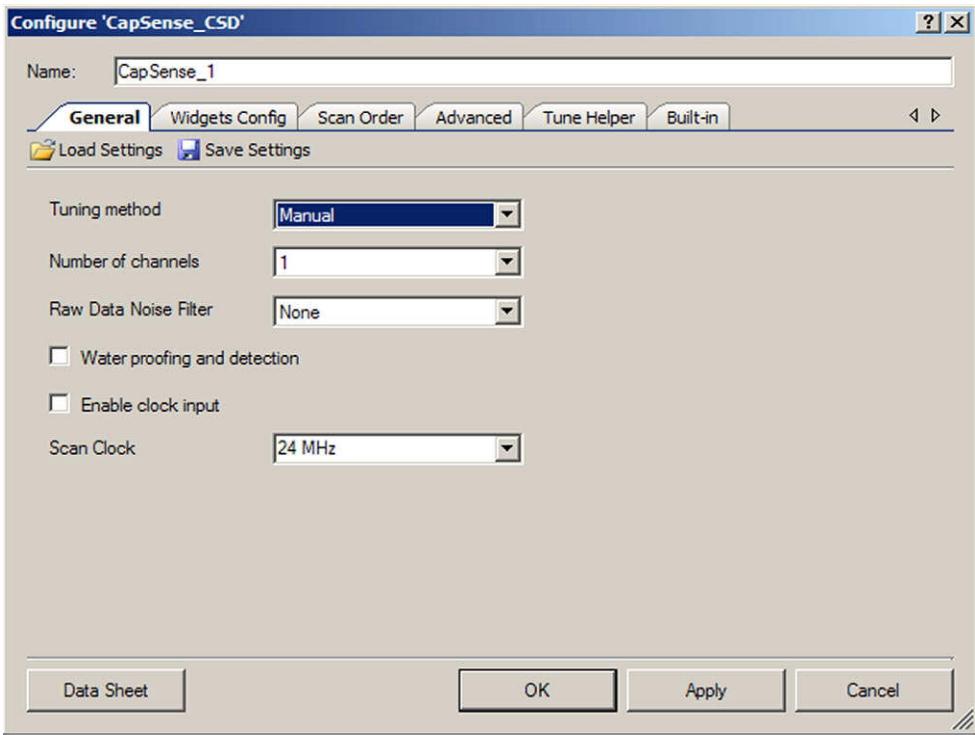 Configure 'CapSense_CSD'
Name: CapSense_1
General Widgets Config Scan Order Advanced Tune Helper Built-in
Load Settings Save Settings
Tuning method Manual
Number of channels 1
Raw Data Noise Filter None
Water proofing and detection
Enable clock input
Scan Clock 24 MHz
Data Sheet OK Apply Cancel